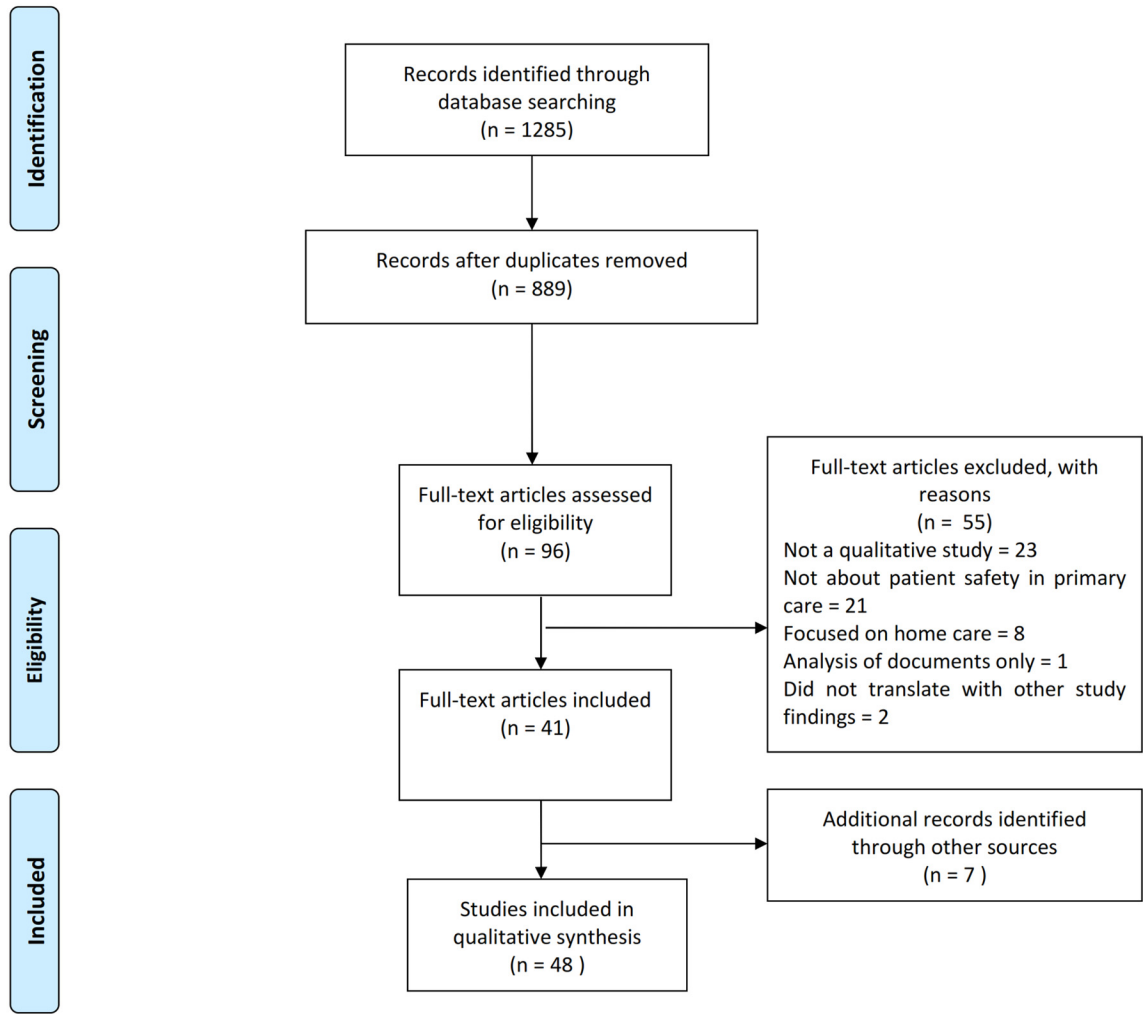 Identification
Records identified through
database searching
(n = 1285)
Records after duplicates removed
(n = 889)
Screening
Full-text articles assessed
for eligibility
(n = 96)
Full-text articles excluded, with
reasons
(n = 55)
Not a qualitative study = 23
Not about patient safety in primary
care = 21
Focused on home care = 8
Analysis of documents only = 1
Did not translate with other study
findings = 2
Eligibility
Full-text articles included
(n = 41)
Additional records identified
through other sources
(n = 7 )
Included
Studies included in
qualitative synthesis
(n = 48 )